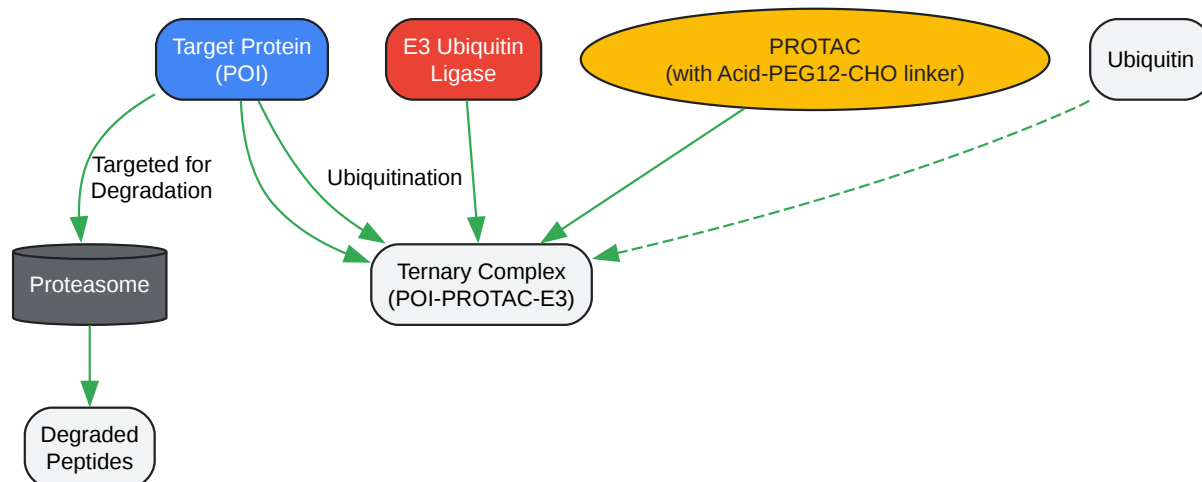 Target Protein
(POI)
E3 Ubiquitin
Ligase
PROTAC
(with Acid-PEG12-CHO linker)
Ubiquitin
Targeted for
Degradation
Ubiquitination
Proteasome
Ternary Complex
(POI-PROTAC-E3)
Degraded
Peptides